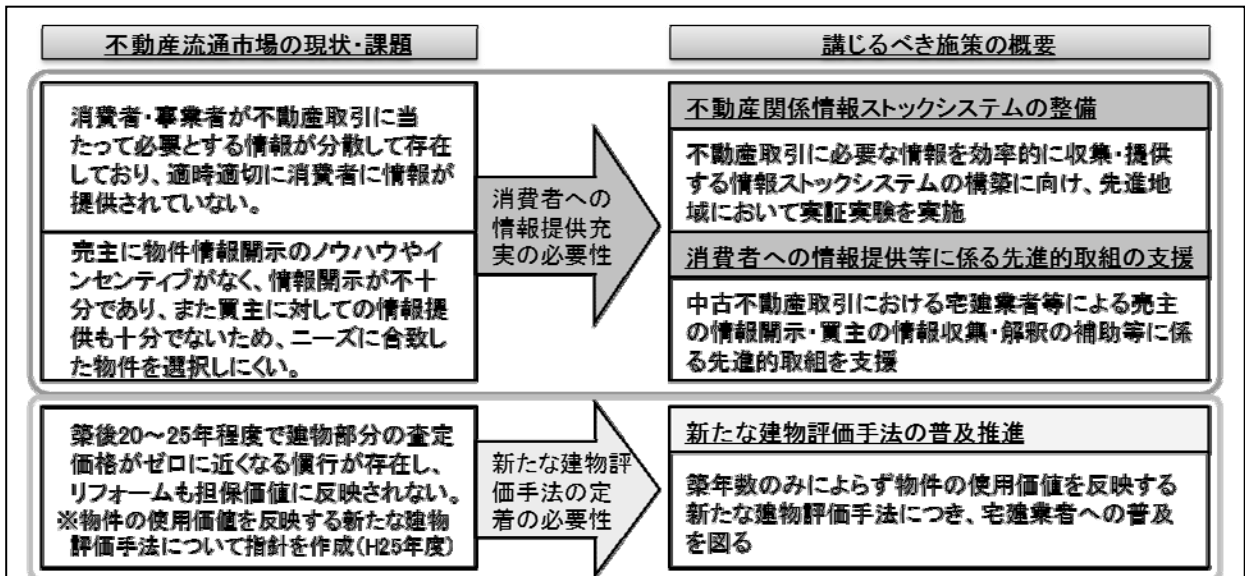 不動産流通市場の現状・課題
講じるべき施策の概要
消費者・事業者が不動産取引に当
たって必要とする情報が分散して存在
しており、適時適切に消費者に情報が
提供されていない。
売主に物件情報開示のノウハウやイ
ンセンティブがなく、情報開示が不十
分であり、また買主に対しての情報提
供も十分でないため、ニーズに合致し
た物件を選択しにくい。
消費者への
情報提供充
実の必要性
不動産関係情報ストックシステムの整備
不動産取引に必要な情報を効率的に収集・提供
する情報ストックシステムの構築に向け、先進地
域において実証実験を実施
消費者への情報提供等に係る先進的取組の支援
中古不動産取引における宅建業者等による売主
の情報開示・買主の情報収集・解釈の補助等に係
る先進的取組を支援
築後20～25年程度で建物部分の査定
価格がゼロに近くなる慣行が存在し、
リフォームも担保価値に反映されない。
※物件の使用価値を反映する新たな建物
評価手法について指針を作成(H25年度)
新たな建物評
価手法の定
着の必要性
新たな建物評価手法の普及推進
築年数のみによらず物件の使用価値を反映する
新たな建物評価手法につき、宅建業者への普及
を図る